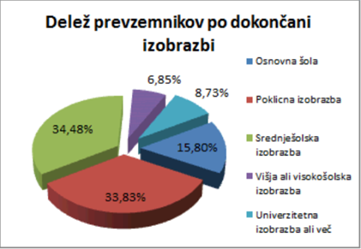 Delež prevzemnikov po dokončani
izobrazbi
6,85%
8,73%
34,48%
15,80%
33,83%
Osnovna šola
Poklicna izobrazba
Srednješolska
izobrazba
Višja ali visokošolska
izobrazba
Univerzitetna
izobrazba ali več